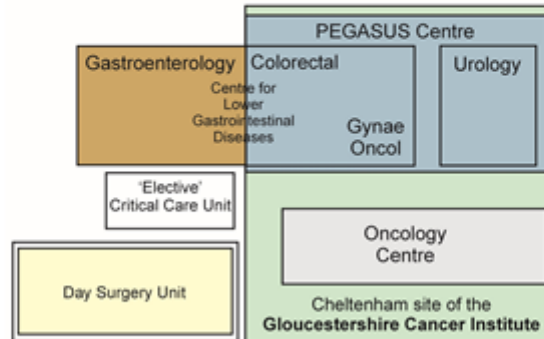 PEGASUS Centre
Gastroenterology
Colorectal
Urology
Centre for
Lower
Gastrointestinal
Diseases
Gynae
Oncol
'Elective'
Critical Care Unit
Oncology
Centre
Day Surgery Unit
Cheltenham site of the
Gloucestershire Cancer Institute